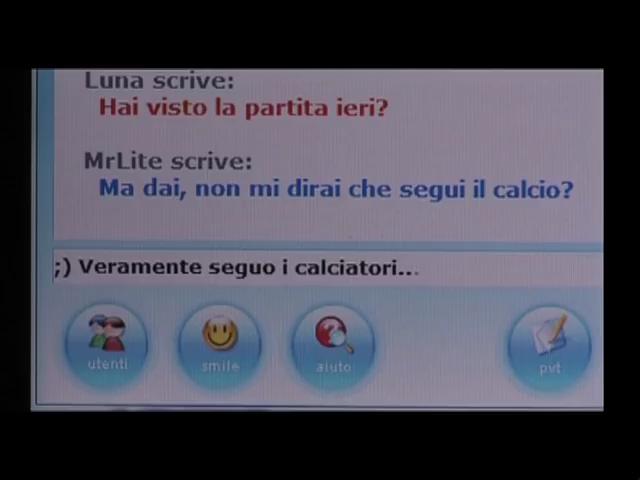 Luna scrive:
Hai visto la partita ieri?
MrLite scrive:
Ma dai, non mi dirai che segui il calcio?
;) Veramente seguo i calciatori...
utenti
smile
aiuto
pvt